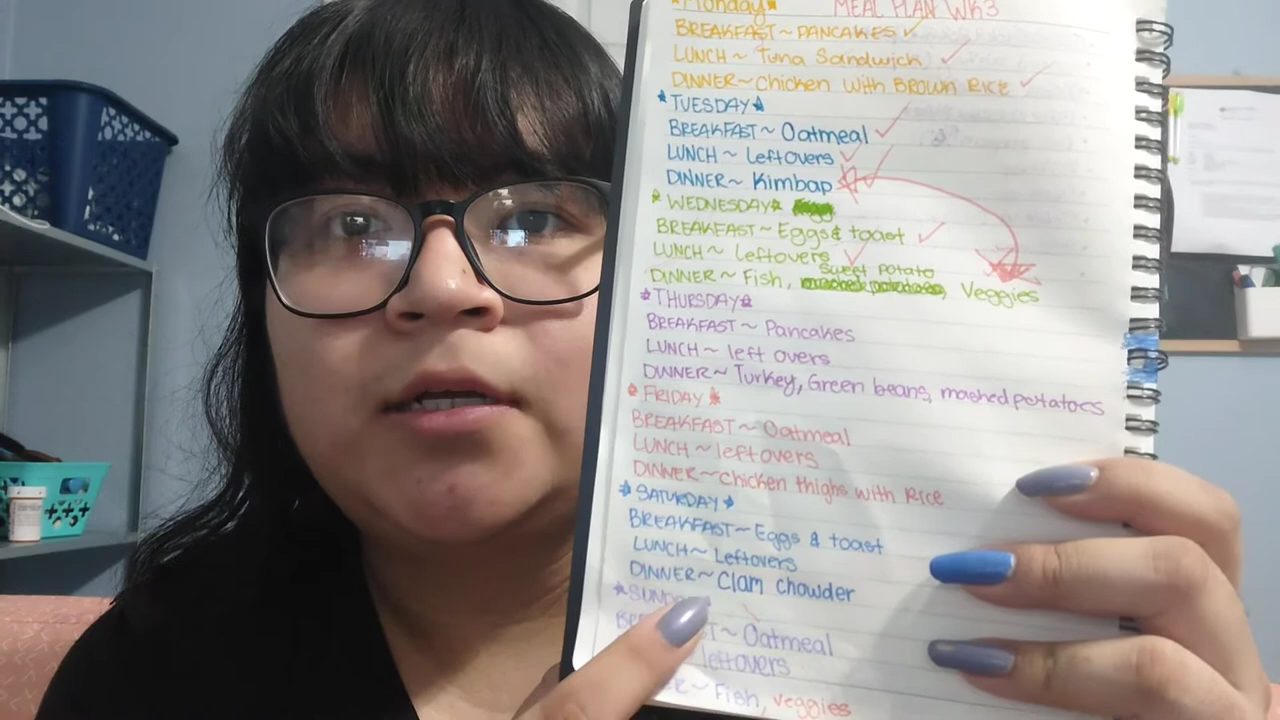 *Monday* MEAL PLAN WK3
BREAKFAST ~ PANCAKES ✓
LUNCH ~ Tuna Sandwich ✓
DINNER ~ Chicken with BROWN RICE ✓
*TUESDAY*
BREAKFAST ~ Oatmeal ✓
LUNCH ~ Leftovers ✓
DINNER ~ Kimbap ✓
*WEDNESDAY*
BREAKFAST ~ Eggs & toast ✓
LUNCH ~ leftovers ✓
DINNER ~ Fish, sweet potato, Veggies
*THURSDAY*
BREAKFAST ~ Pancakes
LUNCH ~ left overs
DINNER ~ Turkey, Green beans, mashed potatoes
*FRIDAY*
BREAKFAST ~ Oatmeal
LUNCH ~ leftovers
DINNER ~ Chicken thighs with Rice
*SATURDAY*
BREAKFAST ~ Eggs & toast
LUNCH ~ Leftovers
DINNER ~ Clam chowder
*SUND
T ~ Oatmeal
leftovers
ER ~ Fish, veggies